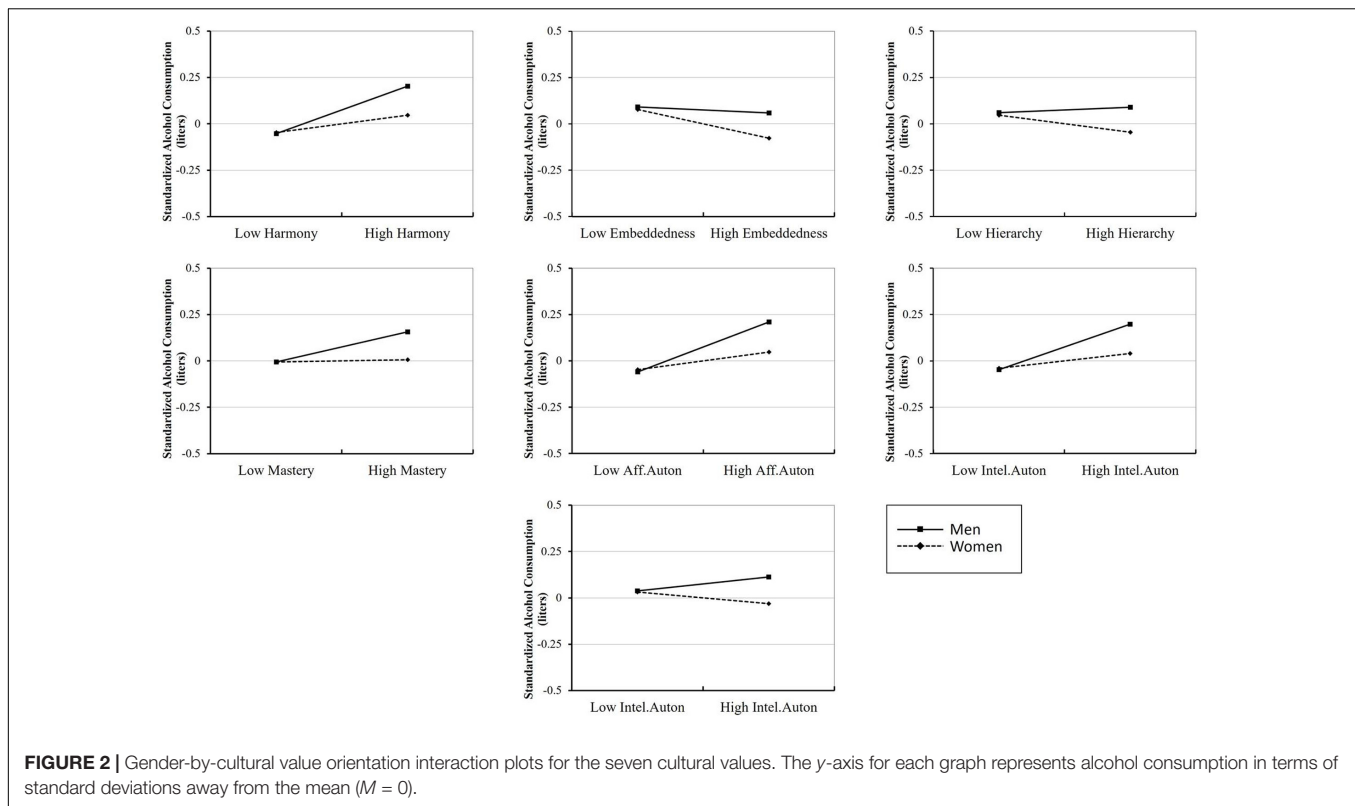 Standardized Alcohol Consumption
(liters)
0.5
0.25
0
-0.25
-0.5
Low Harmony
High Harmony
Standardized Alcohol Consumption
(liters)
0.5
0.25
0
-0.25
-0.5
Low Embeddedness
High Embeddedness
Standardized Alcohol Consumption
(liters)
0.5
0.25
0
-0.25
-0.5
Low Hierarchy
High Hierarchy
Standardized Alcohol Consumption
(liters)
0.5
0.25
0
-0.25
-0.5
Low Mastery
High Mastery
Standardized Alcohol Consumption
(liters)
0.5
0.25
0
-0.25
-0.5
Low Aff.Auton
High Aff.Auton
Standardized Alcohol Consumption
(liters)
0.5
0.25
0
-0.25
-0.5
Low Intel.Auton
High Intel.Auton
Standardized Alcohol Consumption
(liters)
0.5
0.25
0
-0.25
-0.5
Low Intel.Auton
High Intel.Auton
Men
Women
FIGURE 2 | Gender-by-cultural value orientation interaction plots for the seven cultural values. The y-axis for each graph represents alcohol consumption in terms of
standard deviations away from the mean (M = 0).